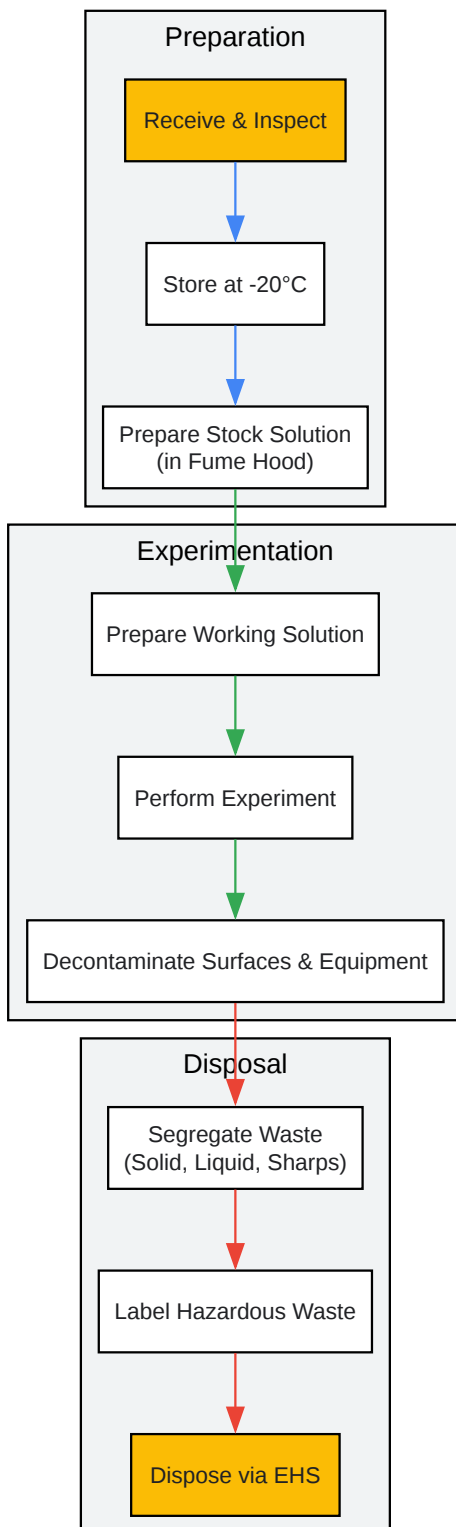 Preparation
Receive & Inspect
Store at -20°C
Prepare Stock Solution
(in Fume Hood)
Experimentation
Prepare Working Solution
Perform Experiment
Decontaminate Surfaces & Equipment
Disposal
Segregate Waste
(Solid, Liquid, Sharps)
Label Hazardous Waste
Dispose via EHS